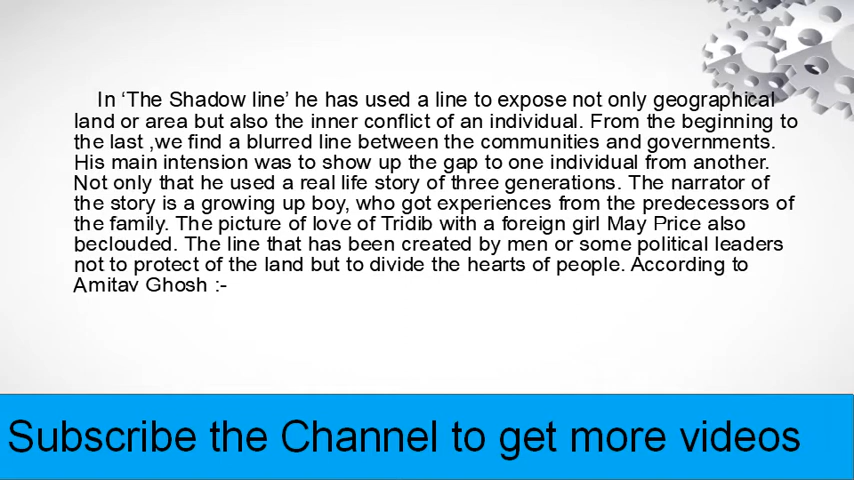 In ‘The Shadow line’ he has used a line to expose not only geographical
land or area but also the inner conflict of an individual. From the beginning to
the last ,we find a blurred line between the communities and governments.
His main intension was to show up the gap to one individual from another.
Not only that he used a real life story of three generations. The narrator of
the story is a growing up boy, who got experiences from the predecessors of
the family. The picture of love of Tridib with a foreign girl May Price also
beclouded. The line that has been created by men or some political leaders
not to protect of the land but to divide the hearts of people. According to
Amitav Ghosh :-
Subscribe the Channel to get more videos